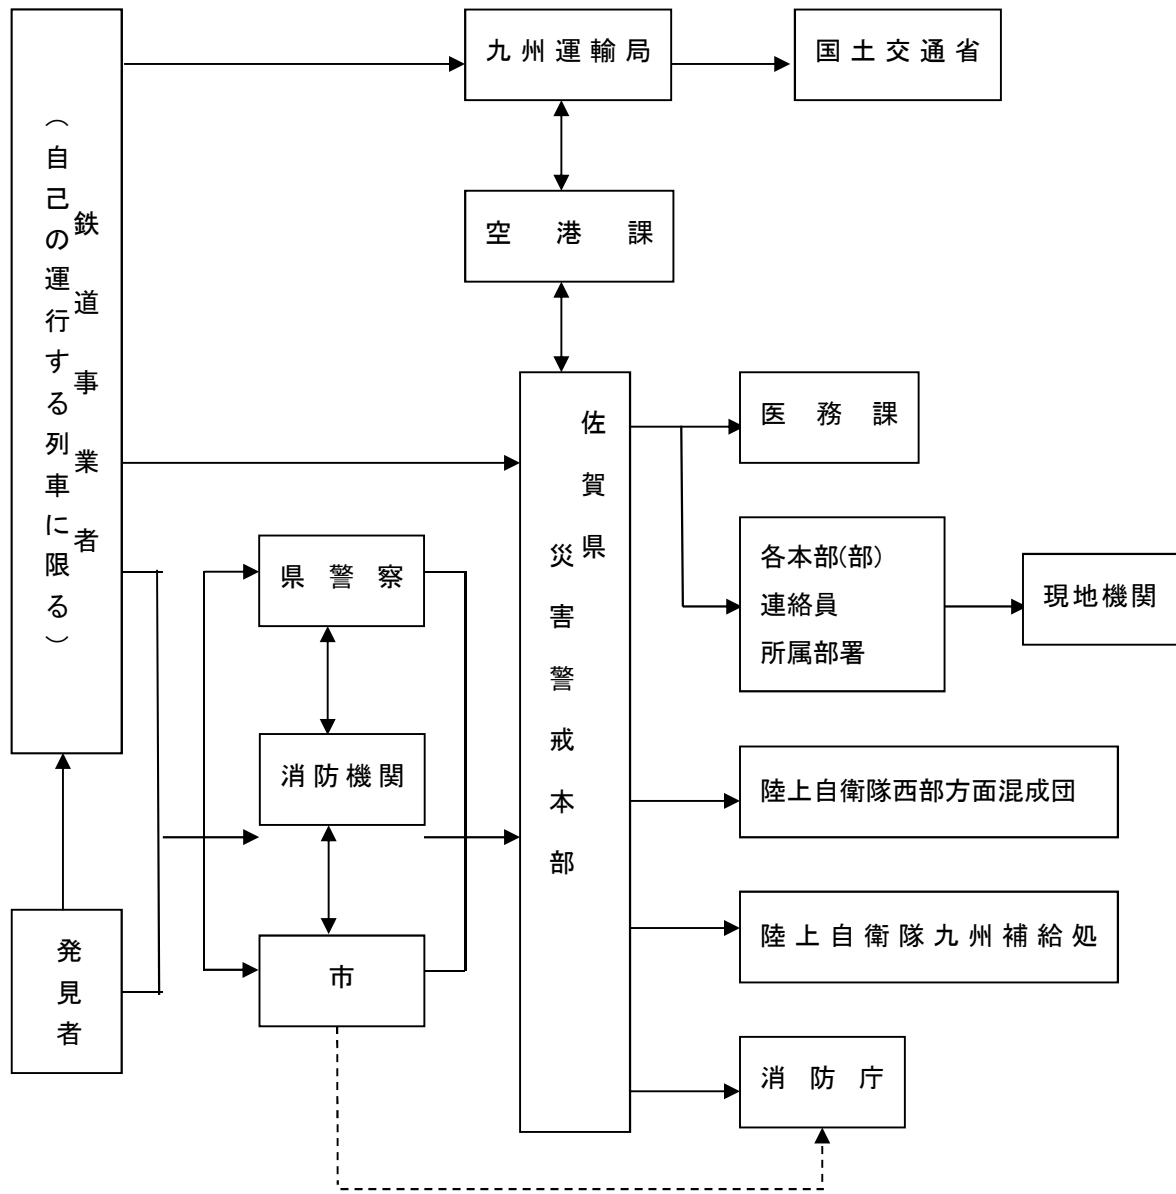 鉄道事業者
（自己の運行する列車に限る）
九州運輸局
国土交通省
空港課
佐賀県
災害警戒本部
医務課
各本部(部)
連絡員
所属部署
現地機関
県警察
消防機関
市
陸上自衛隊西部方面混成団
陸上自衛隊九州補給処
発見者
消防庁